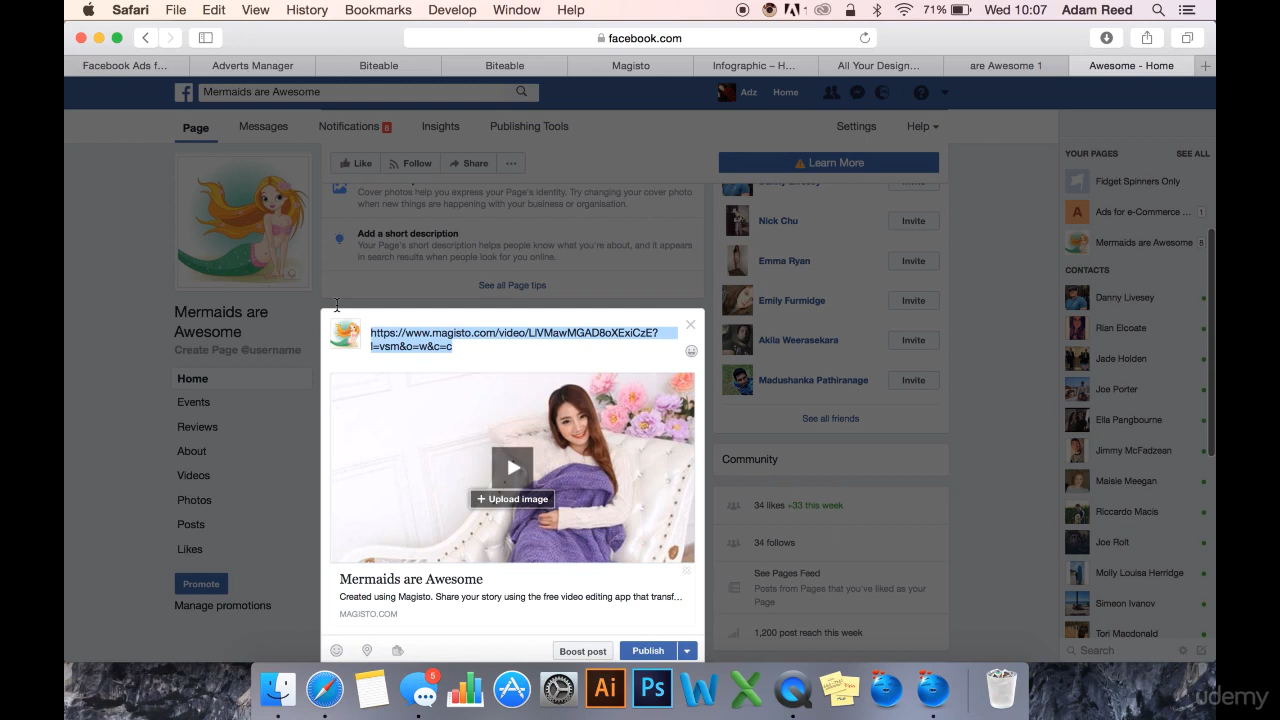 Safari File Edit View History Bookmarks Develop Window Help 71% Wed 10:07 Adam Reed
facebook.com
Facebook Ads f... Adverts Manager Biteable Biteable Magisto Infographic – H... All Your Design... are Awesome 1 Awesome - Home
Mermaids are Awesome Adz Home
Page Messages Notifications 6 Insights Publishing Tools Settings Help
Like Follow Share ... Learn More
Cover photos help you express your Page's identity. Try changing your cover photo
when new things are happening with your business or organisation.
Add a short description
Your Page's short description helps people know what you're about, and it appears
in search results when people look for you online.
See all Page tips
Mermaids are
Awesome
Create Page @username
Home
Events
Reviews
About
Videos
Photos
Posts
Likes
Promote
Manage promotions
l=vsm&o=w&c=c
Upload image
Mermaids are Awesome
Created using Magisto. Share your story using the free video editing app that transf...
MAGISTO.COM
Boost post Publish
Invite
Nick Chu Invite
Emma Ryan Invite
Emily Furmidge Invite
Akila Weerasekara Invite
Madushanka Pathiranage Invite
See all friends
Community
34 likes +33 this week
34 follows
See Pages Feed
Posts from Pages that you've liked as your
Page
1,200 post reach this week
YOUR PAGES SEE ALL
Fidget Spinners Only
Ads for e-Commerce ... 1
Mermaids are Awesome 8
CONTACTS
Danny Livesey
Rian Elcoate
Jade Holden
Joe Porter
Ella Pangbourne
Jimmy McFadzean
Maisie Meegan
Riccardo Macis
Joe Rolt
Molly Louisa Herridge
Simeon Ivanov
Tori Macdonald
Search
5
Ai Ps
udemy